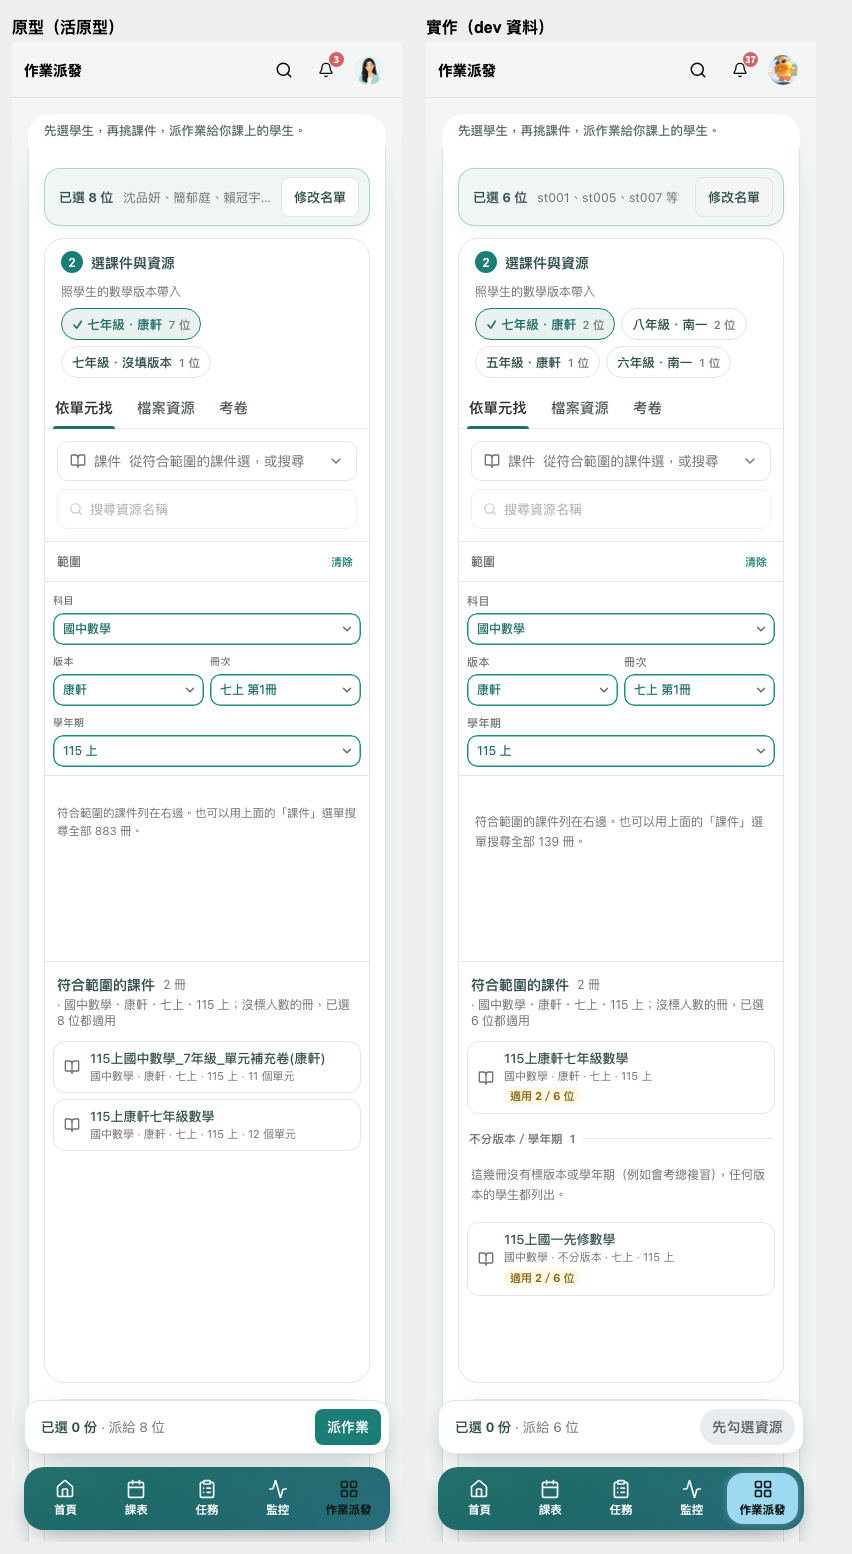 原型（活原型）
作業派發
3
先選學生，再挑課件，派作業給你課上的學生。
已選 8 位 沈品妍、簡郁庭、賴冠宇... 修改名單
2 選課件與資源
照學生的數學版本帶入
七年級．康軒 7 位
七年級．沒填版本 1 位
依單元找 檔案資源 考卷
課件 從符合範圍的課件選，或搜尋
搜尋資源名稱
範圍 清除
科目
國中數學
版本 冊次
康軒 七上 第1冊
學年期
115 上
符合範圍的課件列在右邊。也可以用上面的「課件」選單搜
尋全部 883 冊。
符合範圍的課件 2 冊
· 國中數學．康軒．七上．115 上；沒標人數的冊，已選
8 位都適用
115上國中數學_7年級_單元補充卷(康軒)
國中數學 · 康軒 · 七上 · 115 上 · 11 個單元
115上康軒七年級數學
國中數學 · 康軒 · 七上 · 115 上 · 12 個單元
已選 0 份 · 派給 8 位 派作業
首頁 課表 任務 監控 作業派發
實作（dev 資料）
作業派發
37
先選學生，再挑課件，派作業給你課上的學生。
已選 6 位 st001、st005、st007 等 修改名單
2 選課件與資源
照學生的數學版本帶入
七年級．康軒 2 位 八年級．南一 2 位
五年級．康軒 1 位 六年級．南一 1 位
依單元找 檔案資源 考卷
課件 從符合範圍的課件選，或搜尋
搜尋資源名稱
範圍 清除
科目
國中數學
版本 冊次
康軒 七上 第1冊
學年期
115 上
符合範圍的課件列在右邊。也可以用上面的「課件」選
單搜尋全部 139 冊。
符合範圍的課件 2 冊
· 國中數學．康軒．七上．115 上；沒標人數的冊，已選
6 位都適用
115上康軒七年級數學
國中數學 · 康軒 · 七上 · 115 上
適用 2 / 6 位
不分版本 / 學年期 1
這幾冊沒有標版本或學年期（例如會考總複習），任何版
本的學生都列出。
115上國一先修數學
國中數學 · 不分版本 · 七上 · 115 上
適用 2 / 6 位
已選 0 份 · 派給 6 位 先勾選資源
首頁 課表 任務 監控 作業派發